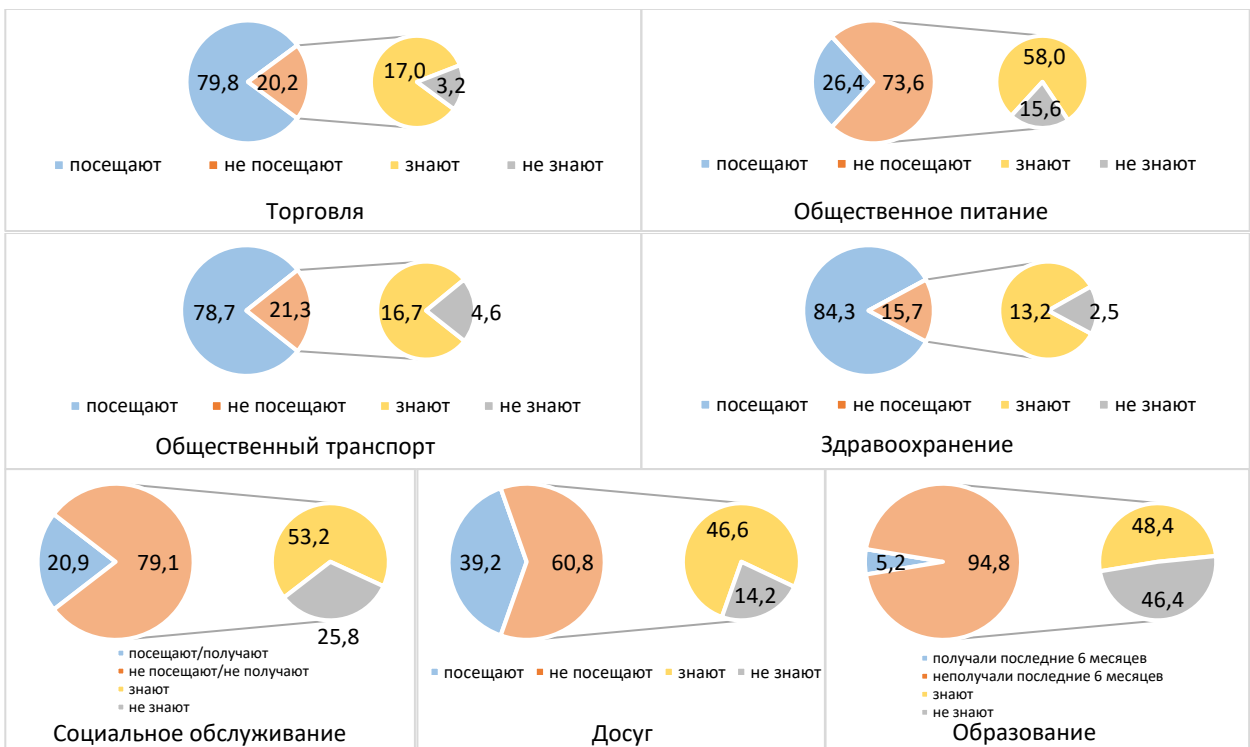 79,8 20,2 17,0 3,2
посещают не посещают знают не знают
Торговля
26,4 73,6 58,0 15,6
посещают не посещают знают не знают
Общественное питание
78,7 21,3 16,7 4,6
посещают не посещают знают не знают
Общественный транспорт
84,3 15,7 13,2 2,5
посещают не посещают знают не знают
Здравоохранение
20,9 79,1 53,2 25,8
посещают/получают
не посещают/не получают
знают
не знают
Социальное обслуживание
39,2 60,8 46,6 14,2
посещают не посещают знают не знают
Досуг
5,2 94,8 48,4 46,4
получали последние 6 месяцев
неполучали последние 6 месяцев
знают
не знают
Образование